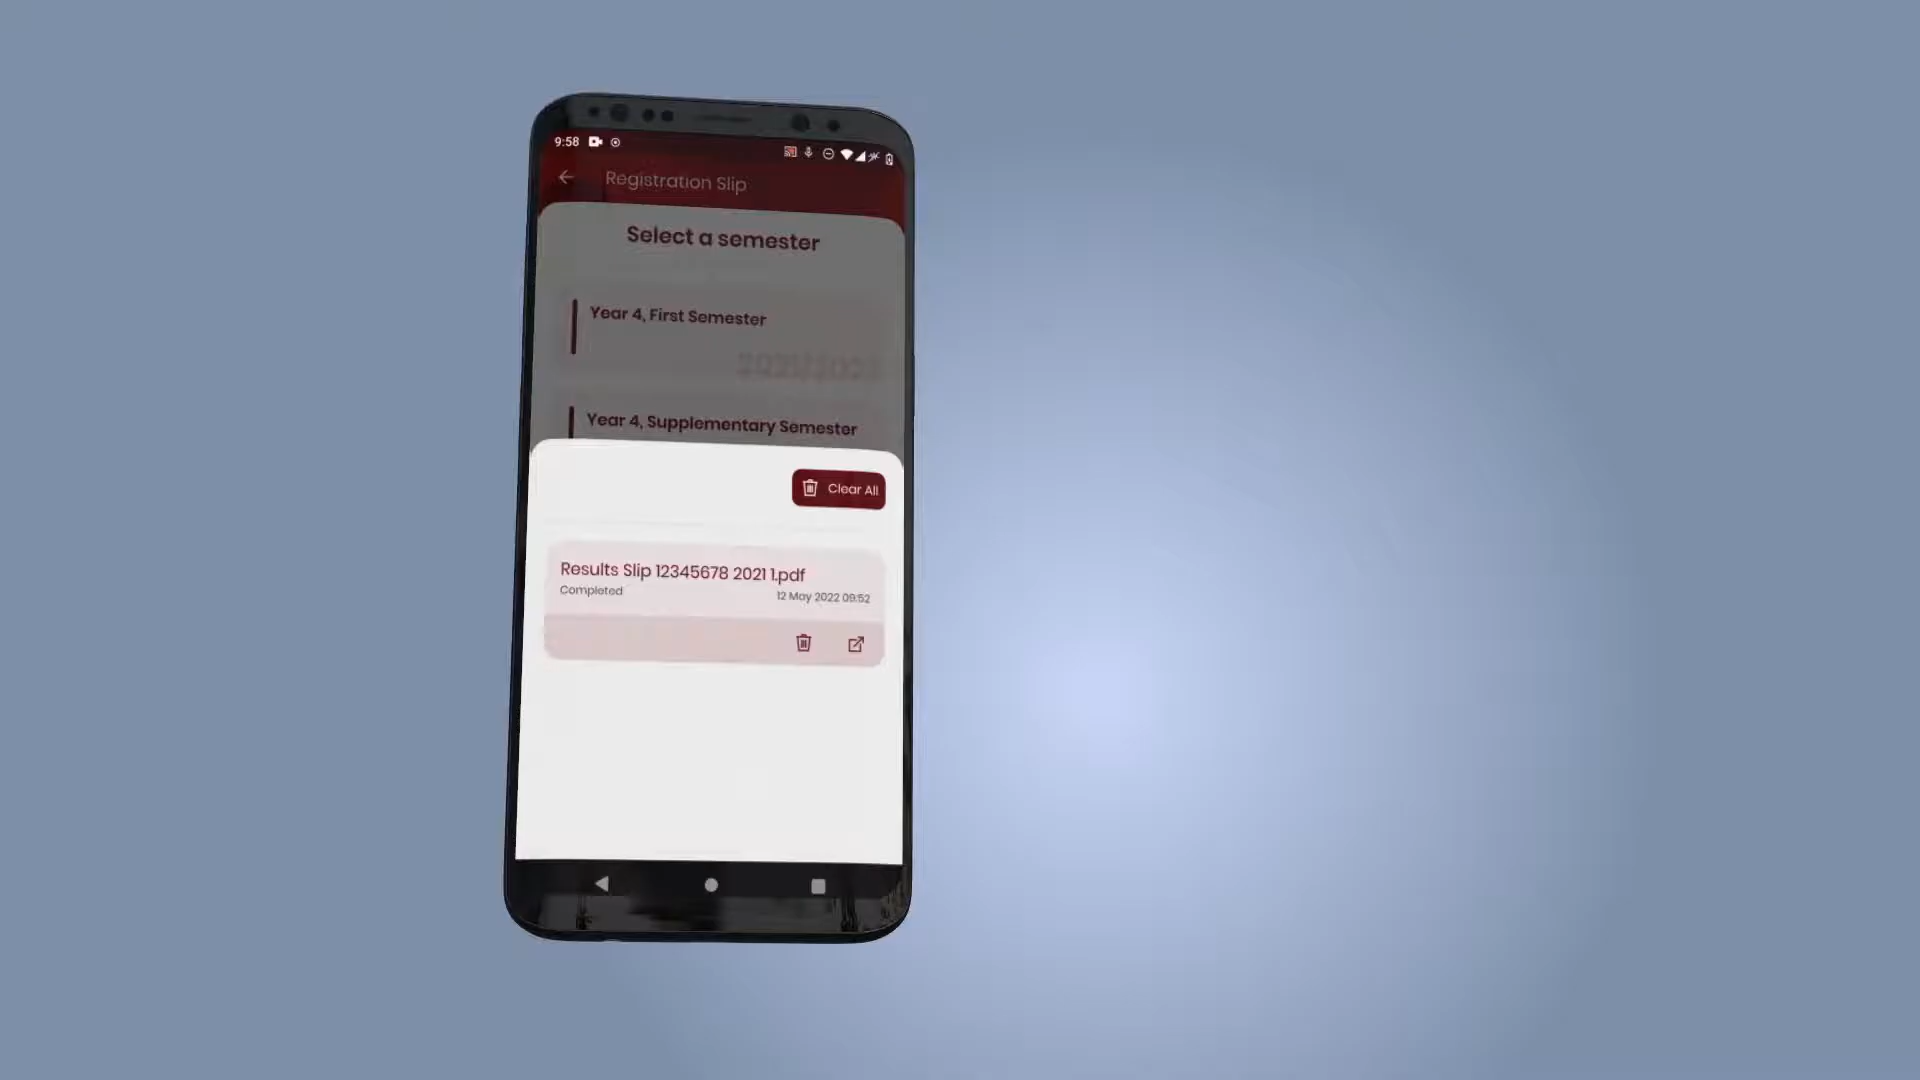 9:58
Registration Slip
Select a semester
Year 4, First Semester
Year 4, Supplementary Semester
Clear All
Results Slip 12345678 2021 1.pdf
Completed
12 May 2022 09:52